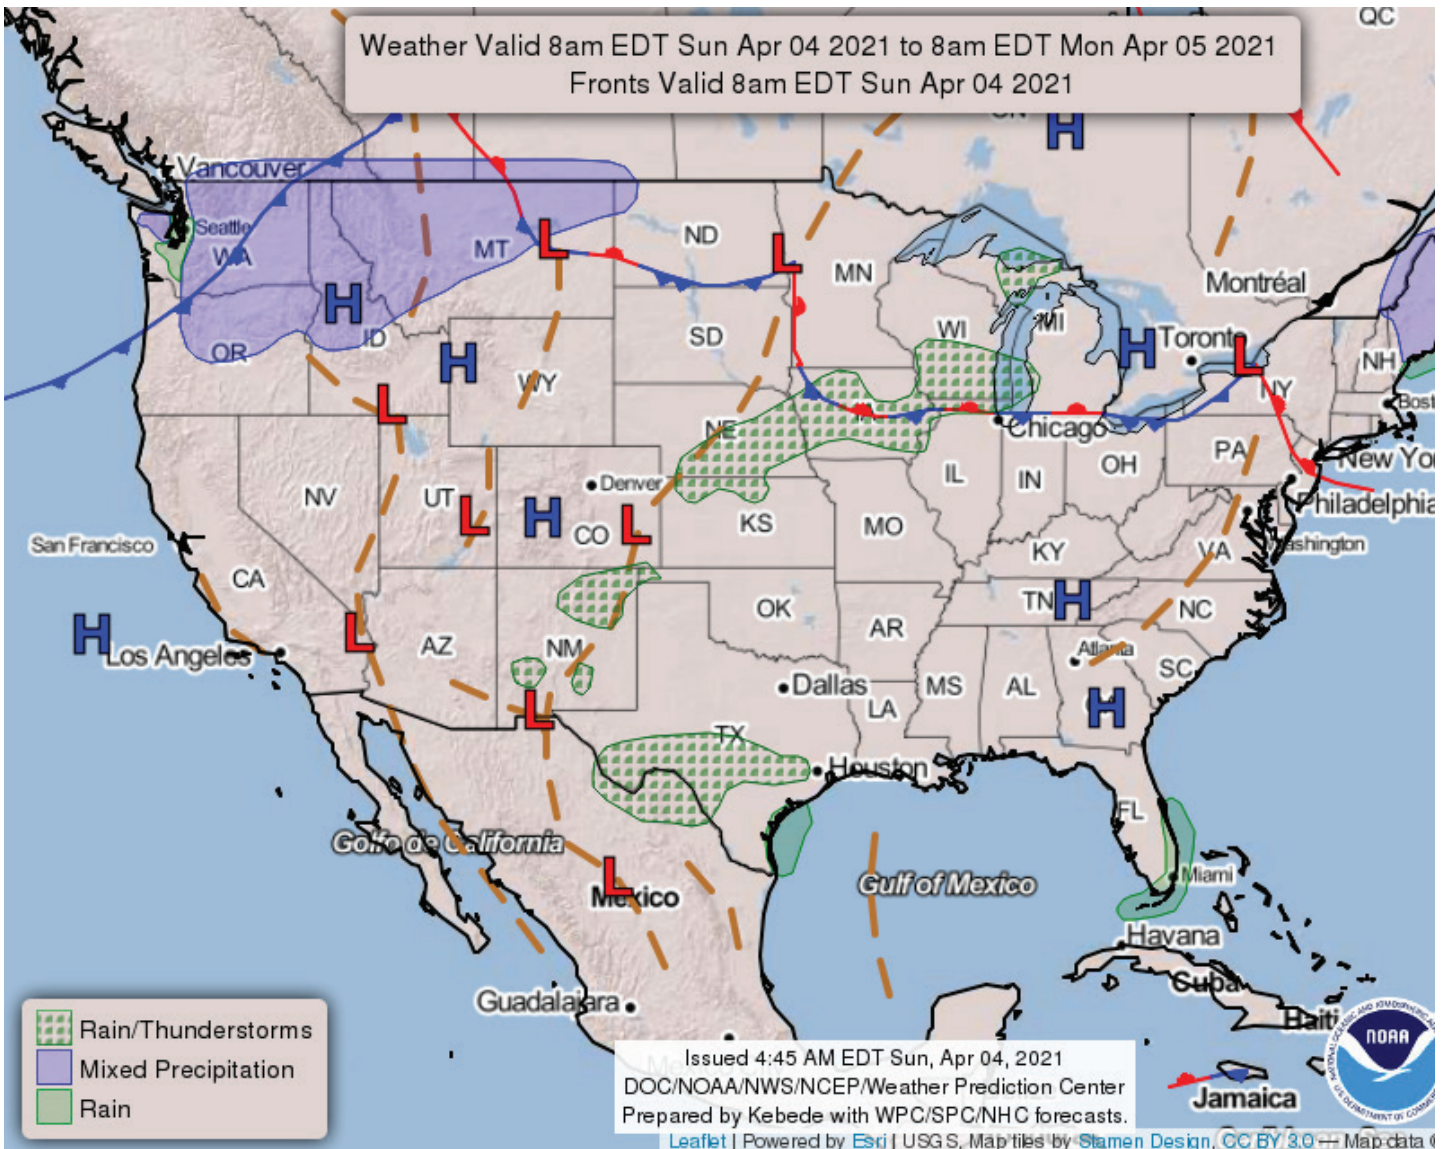 Weather Valid 8am EDT Sun Apr 04 2021 to 8am EDT Mon Apr 05 2021
Fronts Valid 8am EDT Sun Apr 04 2021
QC
H
Vancouver
Seattle
WA
MT
L
ND
L
MN
Montréal
H
ID
OR
H
WY
SD
WI
MI
H
Toronto
L
NY
NH
Bost
L
NE
Chicago
NV
UT
Denver
IL
IN
OH
PA
New Yor
L
H
CO
L
KS
MO
Philadelphia
San Francisco
CA
KY
VA
ashington
H
Los Angeles
L
AZ
NM
OK
AR
TN
H
NC
Atlanta
SC
L
Dallas
LA
MS
AL
H
TX
Houston
FL
Golfo de California
L
México
Gulf of Mexico
Miami
Havana
Cuba
Guadalajara
Haiti
NOAA
Rain/Thunderstorms
Mixed Precipitation
Rain
Issued 4:45 AM EDT Sun, Apr 04, 2021
DOC/NOAA/NWS/NCEP/Weather Prediction Center
Prepared by Kebede with WPC/SPC/NHC forecasts.
Jamaica
Leaflet | Powered by Esri | USGS, Map tiles by Stamen Design, CC BY 3.0 — Map data ©